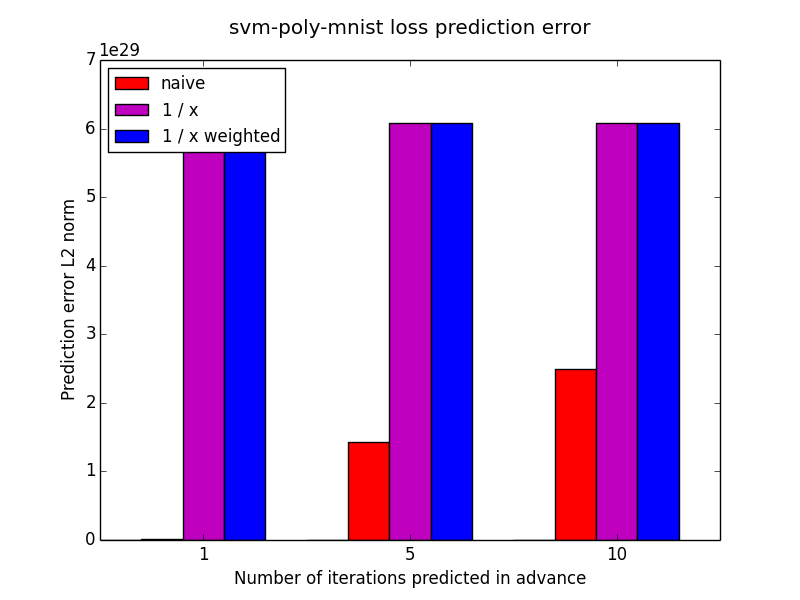 svm-poly-mnist loss prediction error
1e29
7
6
5
4
3
2
1
0
Prediction error L2 norm
naive
1 / x
1 / x weighted
1 5 10
Number of iterations predicted in advance